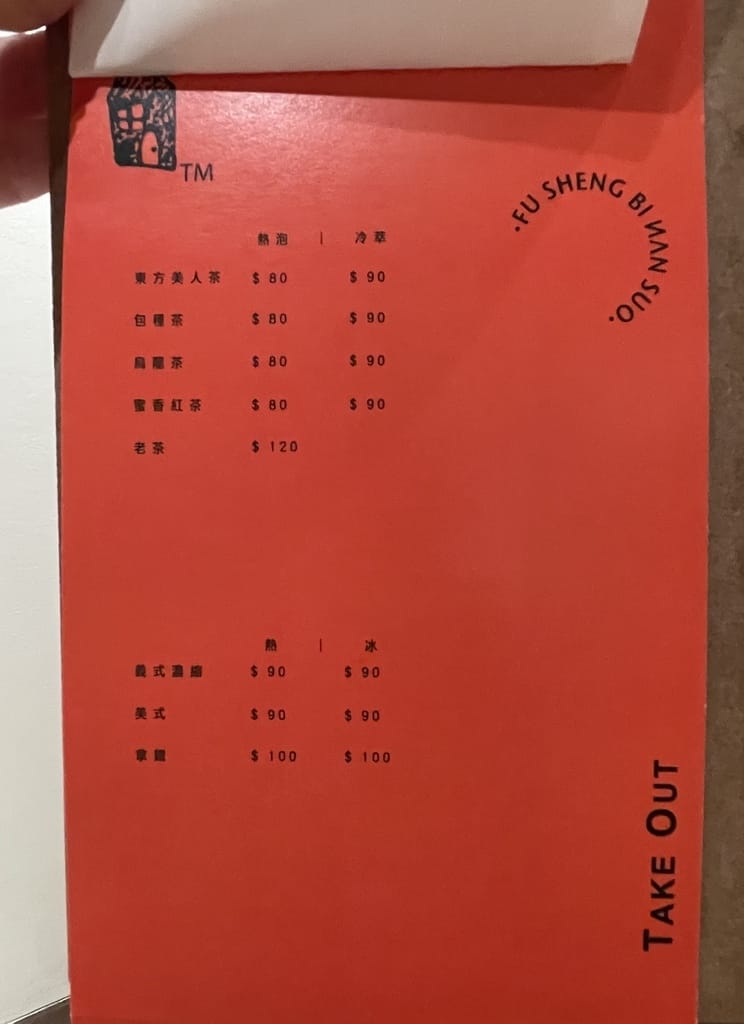 TM
·FU SHENG BI WAN SUO·
熱泡 | 冷萃
東方美人茶 $ 80 $ 90
包種茶 $ 80 $ 90
烏龍茶 $ 80 $ 90
蜜香紅茶 $ 80 $ 90
老茶 $ 120
熱 | 冰
義式濃縮 $ 90 $ 90
美式 $ 90 $ 90
拿鐵 $ 100 $ 100
TAKE OUT